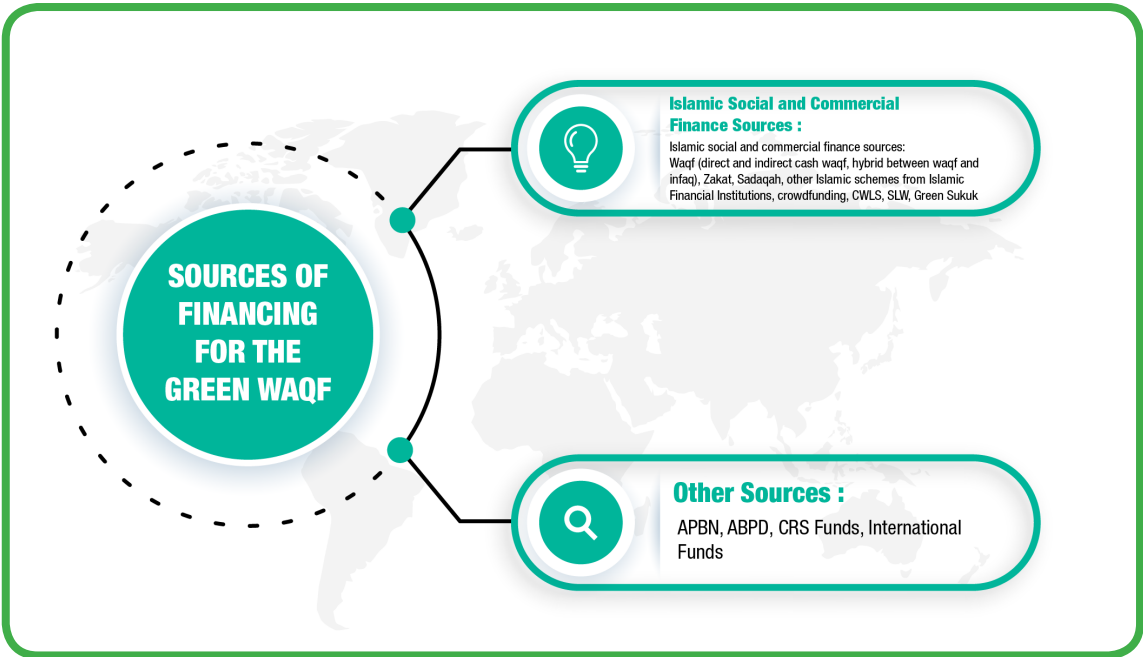 SOURCES OF
FINANCING
FOR THE
GREEN WAQF
Islamic Social and Commercial
Finance Sources :
Islamic social and commercial finance sources:
Waqf (direct and indirect cash waqf, hybrid between waqf and
infaq), Zakat, Sadaqah, other Islamic schemes from Islamic
Financial Institutions, crowdfunding, CWLS, SLW, Green Sukuk
Other Sources :
APBN, ABPD, CRS Funds, International
Funds